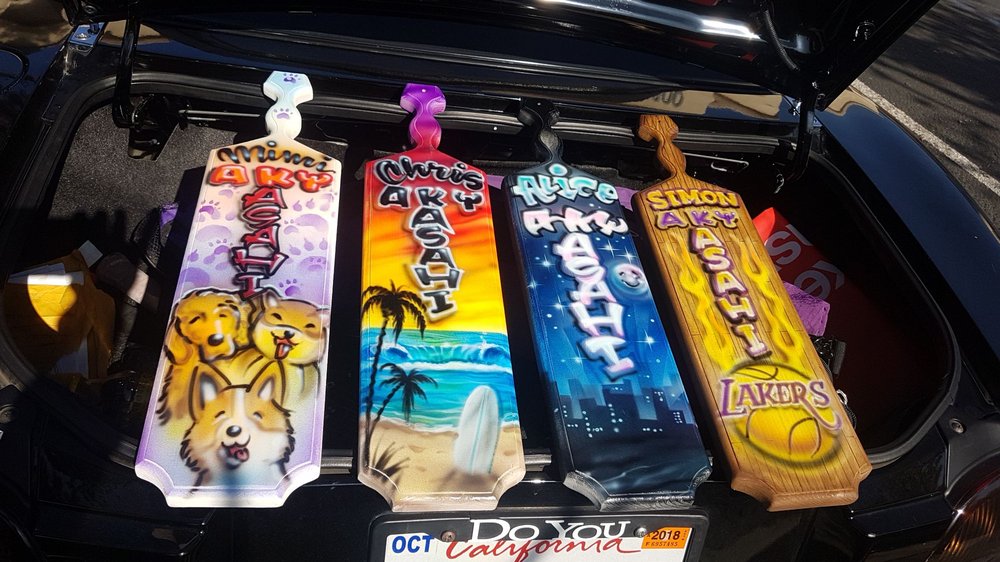 Mimi
AKY
ASAHI
Chris
AKY
ASAHI
Alice
AKY
ASAHI
SIMON
AKY
ASAHI
LAKERS
DO YOU
OCT California 2018